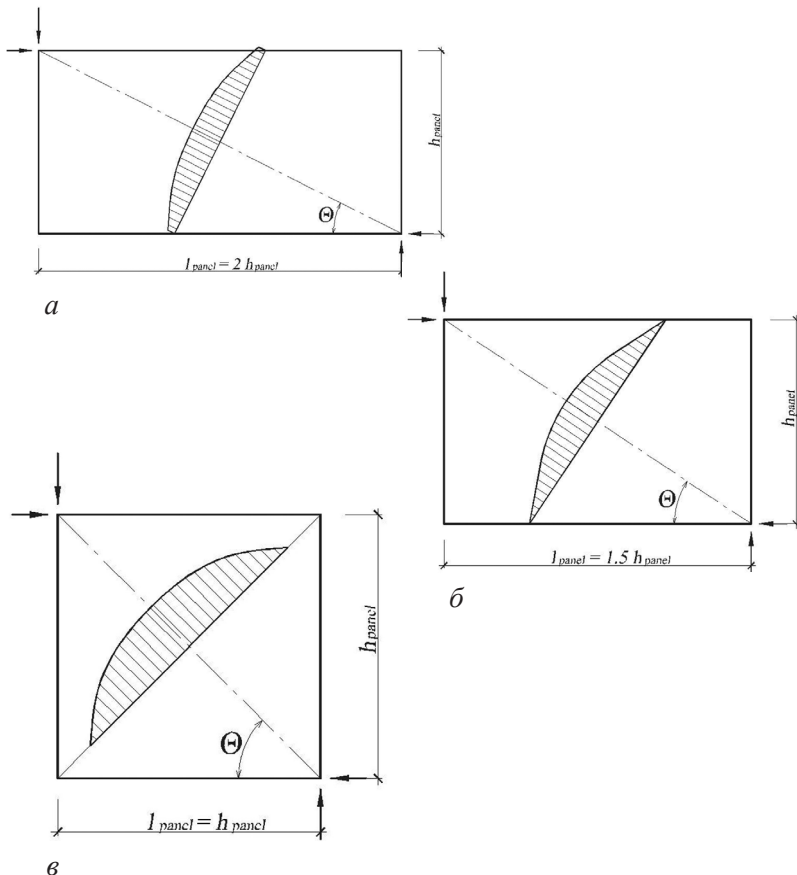 h panel
Θ
l panel = 2 h panel
а
h panel
Θ
l panel = 1.5 h panel
б
h panel
Θ
l panel = h panel
в